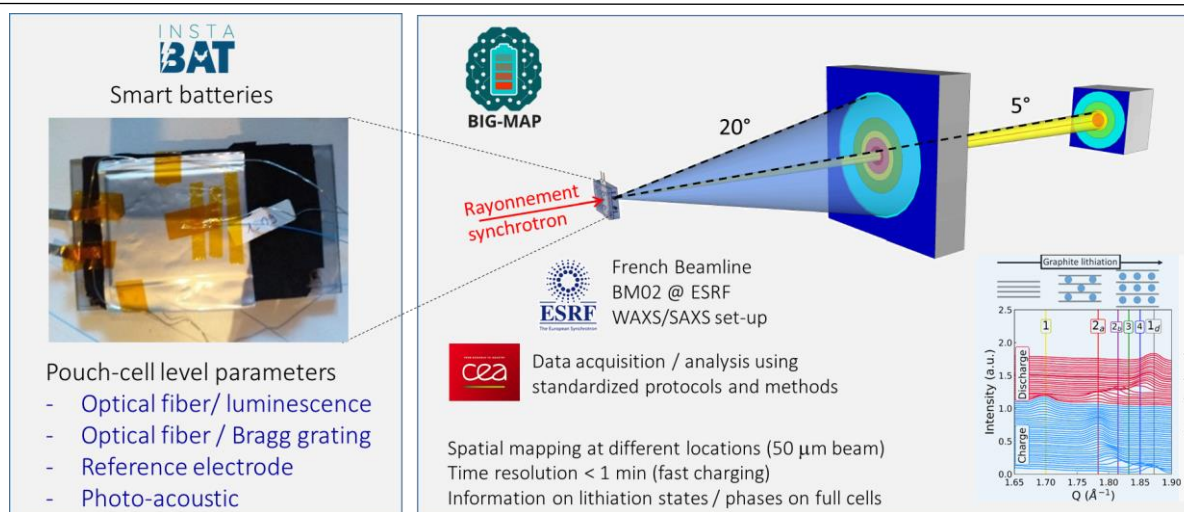 INSTA
BAT
Smart batteries
Pouch-cell level parameters
- Optical fiber/ luminescence
- Optical fiber / Bragg grating
- Reference electrode
- Photo-acoustic
BIG-MAP
20°
5°
Rayonnement
synchrotron
ESRF
The European Synchrotron
French Beamline
BM02 @ ESRF
WAXS/SAXS set-up
cea
Data acquisition / analysis using
standardized protocols and methods
Spatial mapping at different locations (50 μm beam)
Time resolution < 1 min (fast charging)
Information on lithiation states / phases on full cells
Graphite lithiation
1 2a 2b 3 4 1d
2.5
2.0
1.5
1.0
0.5
0.0
Intensity (a.u.)
Discharge
Charge
1.65 1.70 1.75 1.80 1.85 1.90
Q (Å⁻¹)